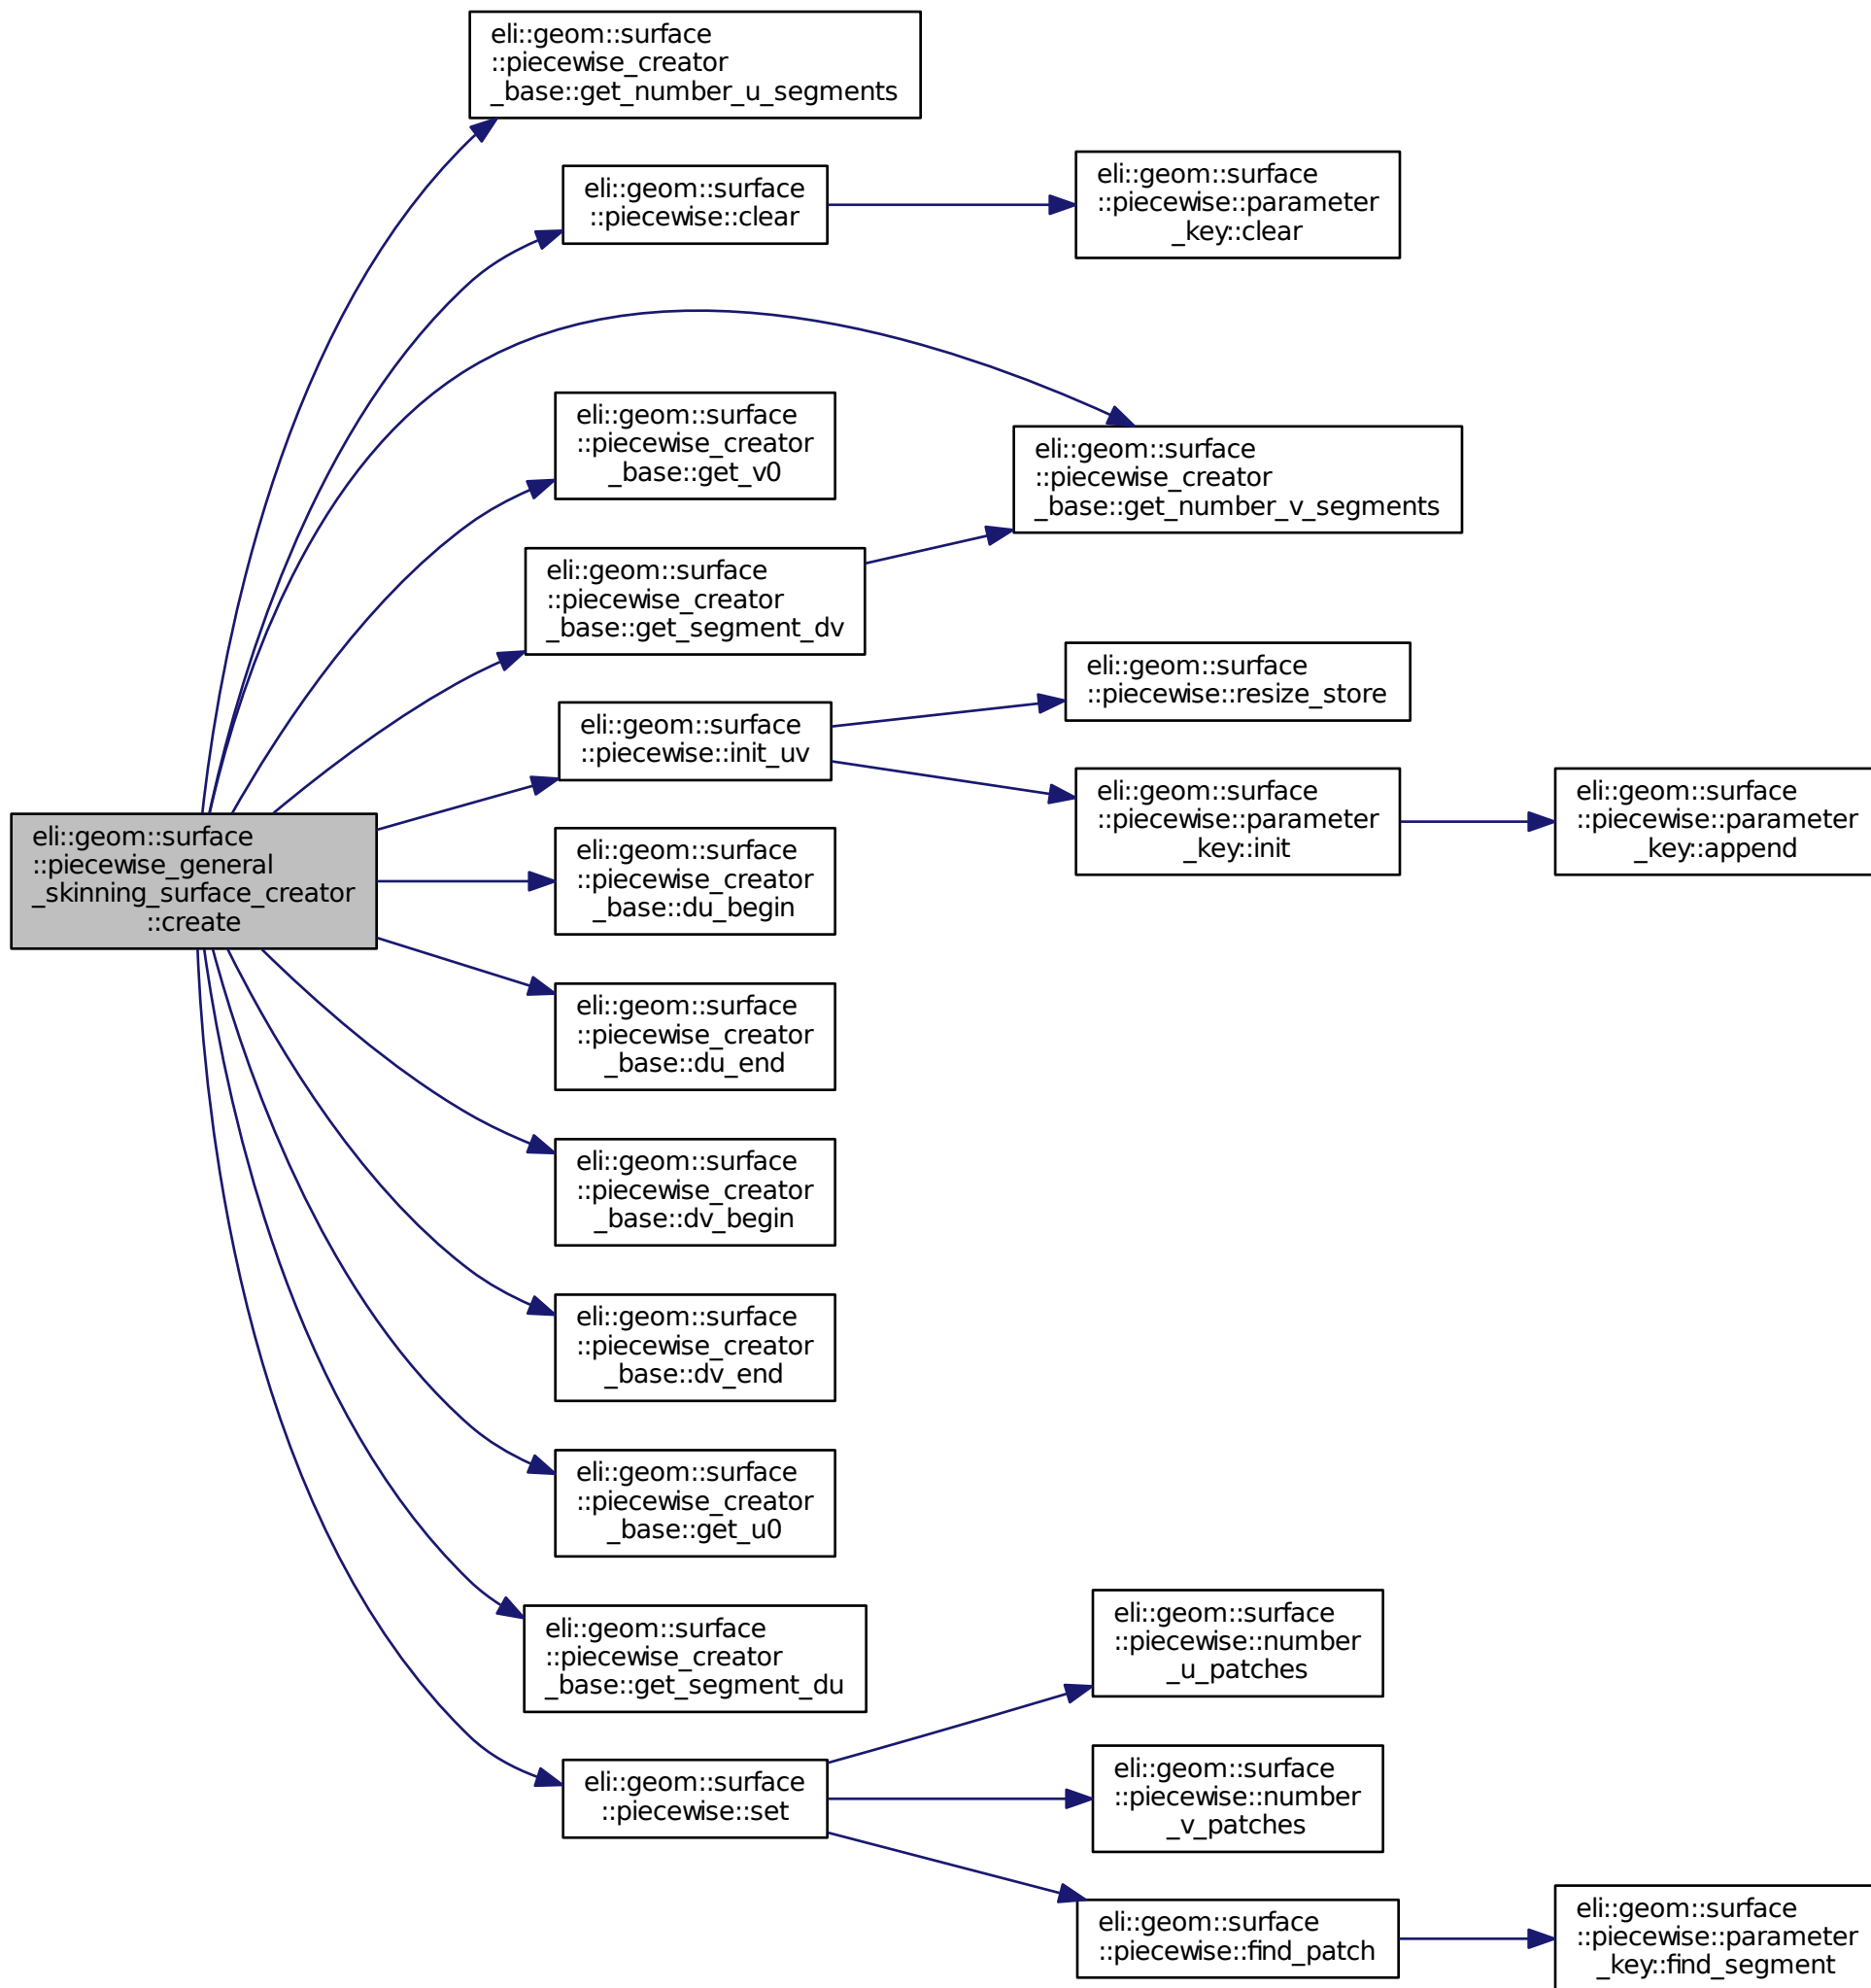 eli::geom::surface
::piecewise_creator
_base::get_number_u_segments
eli::geom::surface
::piecewise::clear
eli::geom::surface
::piecewise::parameter
_key::clear
eli::geom::surface
::piecewise_creator
_base::get_v0
eli::geom::surface
::piecewise_creator
_base::get_number_v_segments
eli::geom::surface
::piecewise_creator
_base::get_segment_dv
eli::geom::surface
::piecewise::resize_store
eli::geom::surface
::piecewise::init_uv
eli::geom::surface
::piecewise::parameter
_key::init
eli::geom::surface
::piecewise::parameter
_key::append
eli::geom::surface
::piecewise_general
_skinning_surface_creator
::create
eli::geom::surface
::piecewise_creator
_base::du_begin
eli::geom::surface
::piecewise_creator
_base::du_end
eli::geom::surface
::piecewise_creator
_base::dv_begin
eli::geom::surface
::piecewise_creator
_base::dv_end
eli::geom::surface
::piecewise_creator
_base::get_u0
eli::geom::surface
::piecewise_creator
_base::get_segment_du
eli::geom::surface
::piecewise::number
_u_patches
eli::geom::surface
::piecewise::set
eli::geom::surface
::piecewise::number
_v_patches
eli::geom::surface
::piecewise::find_patch
eli::geom::surface
::piecewise::parameter
_key::find_segment